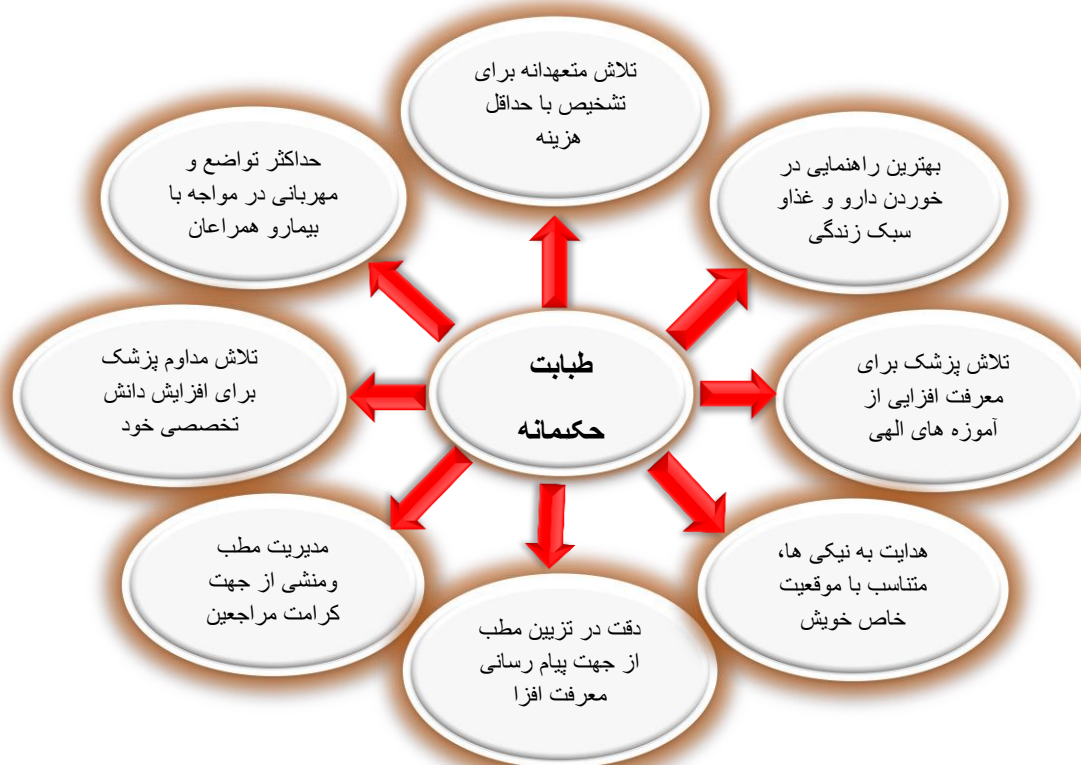 تلاش متعهدانه برای
تشخیص با حداقل
هزینه
بهترین راهنمایی در
خوردن دارو و غذاو
سبک زندگی
تلاش پزشک برای
معرفت افزایی از
آموزه های الهی
هدایت به نیکی ها،
متناسب با موقعیت
خاص خویش
دقت در تزیین مطب
از جهت پیام رسانی
معرفت افزا
مدیریت مطب
ومنشی از جهت
کرامت مراجعین
تلاش مداوم پزشک
برای افزایش دانش
تخصصی خود
حداکثر تواضع و
مهربانی در مواجه با
بیمارو همراعان
طبابت
حکیمانه